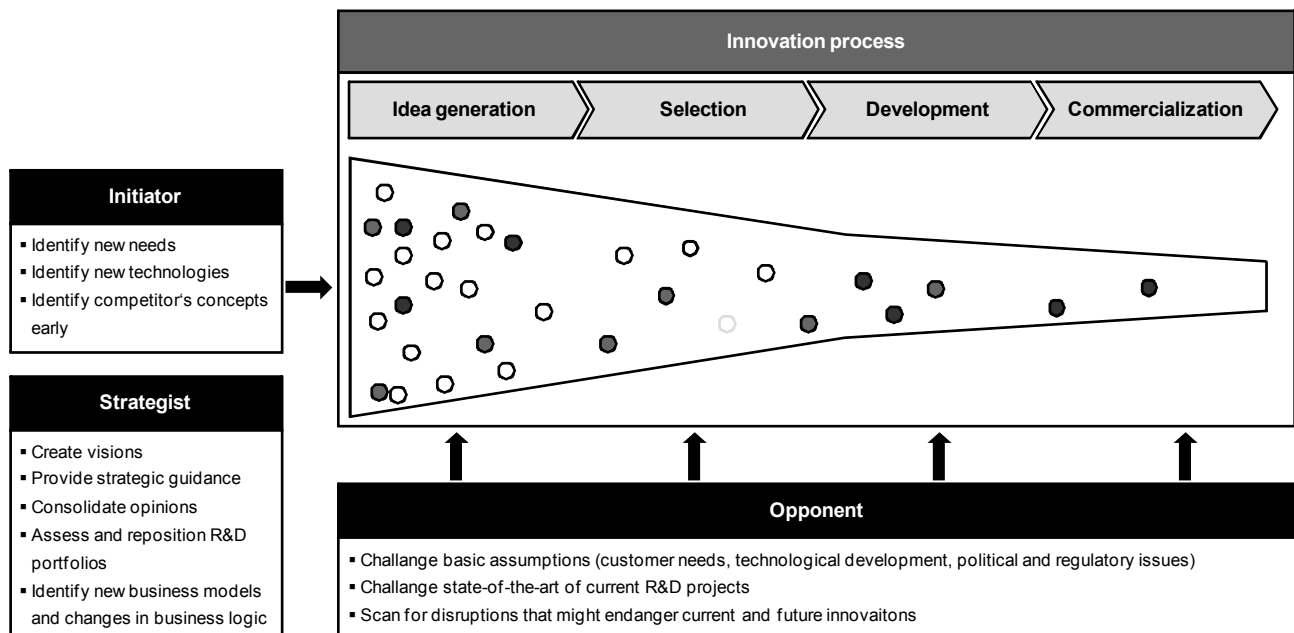 Innovation process
Idea generation
Selection
Development
Commercialization
Initiator
▪ Identify new needs
▪ Identify new technologies
▪ Identify competitor‘s concepts
early
Strategist
▪ Create visions
▪ Provide strategic guidance
▪ Consolidate opinions
▪ Assess and reposition R&D
portfolios
▪ Identify new business models
and changes in business logic
Opponent
▪ Challange basic assumptions (customer needs, technological development, political and regulatory issues)
▪ Challange state-of-the-art of current R&D projects
▪ Scan for disruptions that might endanger current and future innovaitons